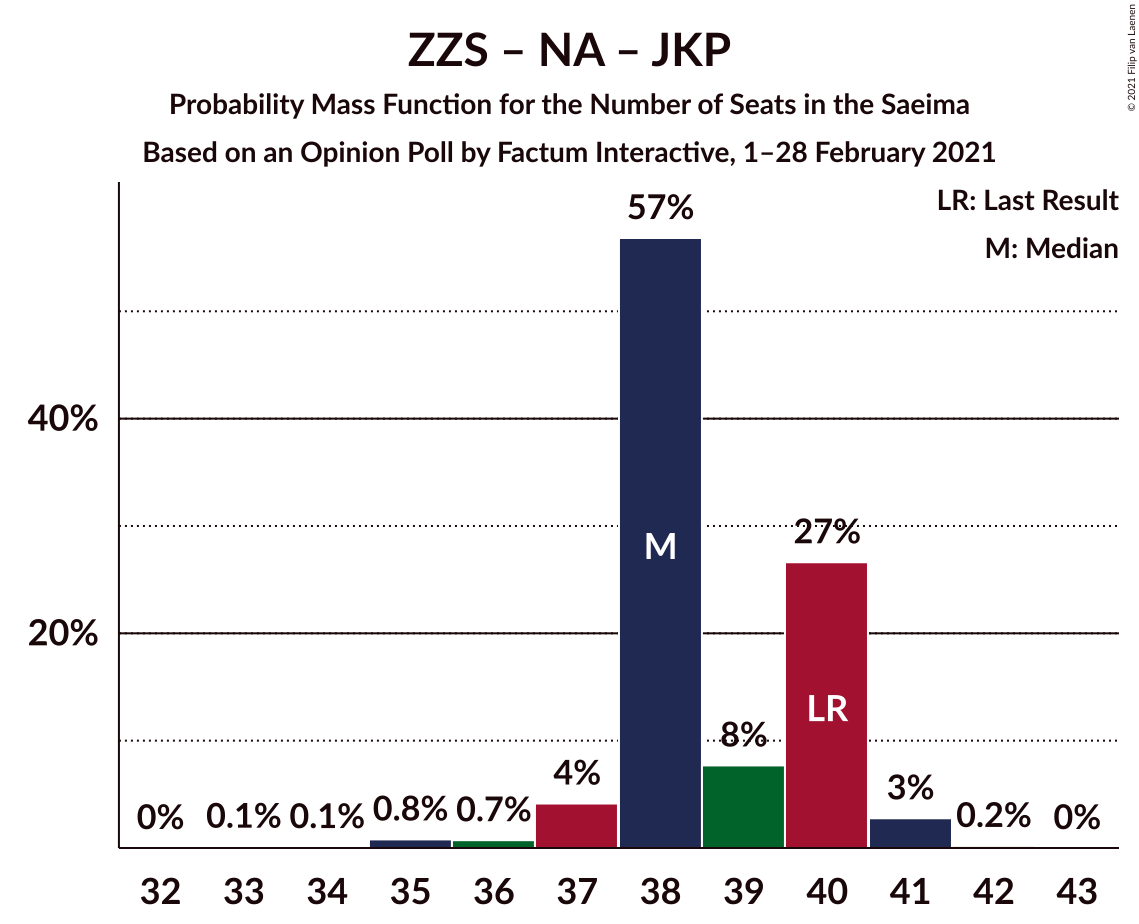 ZZS – NA – JKP
Probability Mass Function for the Number of Seats in the Saeima
Based on an Opinion Poll by Factum Interactive, 1–28 February 2021
© 2021 Filip van Laenen
LR: Last Result
M: Median
40%
20%
0%
0.1%
0.1%
0.8%
0.7%
4%
57%
M
8%
27%
LR
3%
0.2%
0%
32 33 34 35 36 37 38 39 40 41 42 43